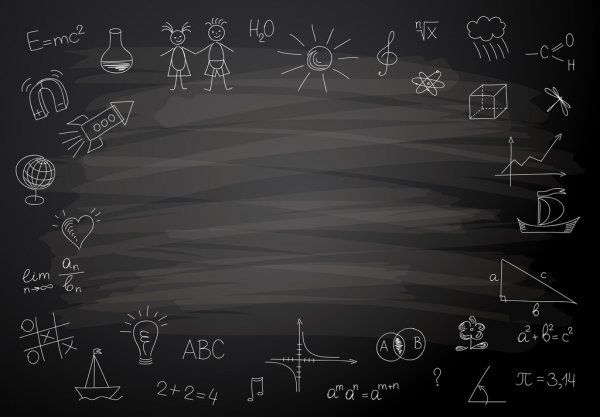 E=mc²
H₂O
ⁿ√x
-C
O
H
lim aₙ
n→∞ bₙ
a
c
b
A B
a²+b²=c²
ABC
2+2=4
aᵐaⁿ=aᵐ⁺ⁿ
?
π=3,14